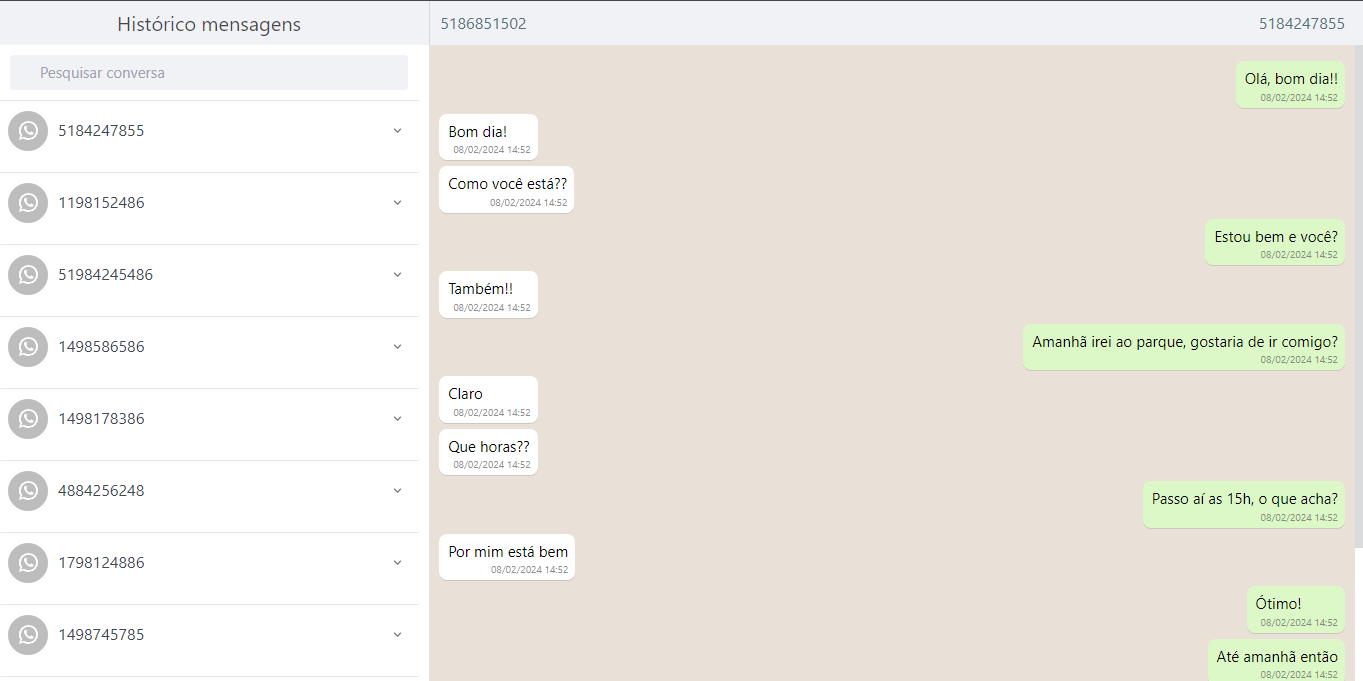 Histórico mensagens
Pesquisar conversa
5184247855
1198152486
51984245486
1498586586
1498178386
4884256248
1798124886
1498745785
5186851502
5184247855
Olá, bom dia!!
08/02/2024 14:52
Bom dia!
08/02/2024 14:52
Como você está??
08/02/2024 14:52
Estou bem e você?
08/02/2024 14:52
Também!!
08/02/2024 14:52
Amanhã irei ao parque, gostaria de ir comigo?
08/02/2024 14:52
Claro
08/02/2024 14:52
Que horas??
08/02/2024 14:52
Passo aí as 15h, o que acha?
08/02/2024 14:52
Por mim está bem
08/02/2024 14:52
Ótimo!
08/02/2024 14:52
Até amanhã então
08/02/2024 14:52